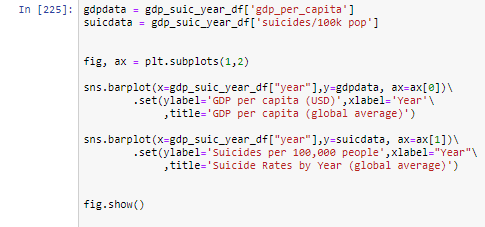 In [225]: gdpdata = gdp_suic_year_df['gdp_per_capita']
suicdata = gdp_suic_year_df['suicides/100k pop']
fig, ax = plt.subplots(1,2)
sns.barplot(x=gdp_suic_year_df["year"],y=gdpdata, ax=ax[0])\
.set(ylabel='GDP per capita (USD)',xlabel='Year'\
,title='GDP per capita (global average)')
sns.barplot(x=gdp_suic_year_df["year"],y=suicdata, ax=ax[1])\
.set(ylabel='Suicides per 100,000 people',xlabel="Year"\
,title='Suicide Rates by Year (global average)')
fig.show()